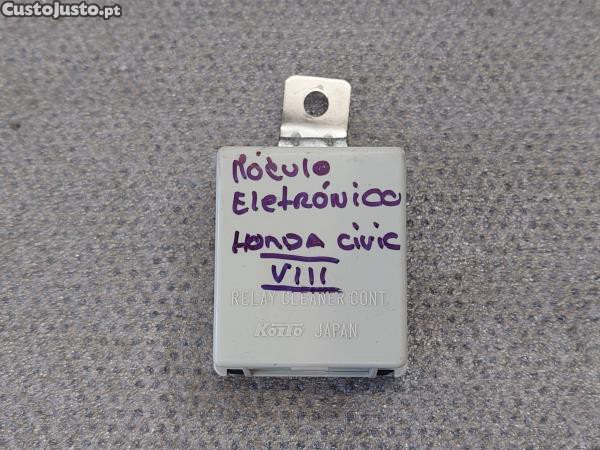 CustoJusto.pt
Módulo
Eletrónico
HONDA CIVIC
VIII
RELAY CLEANER CONT.
KOITO JAPAN